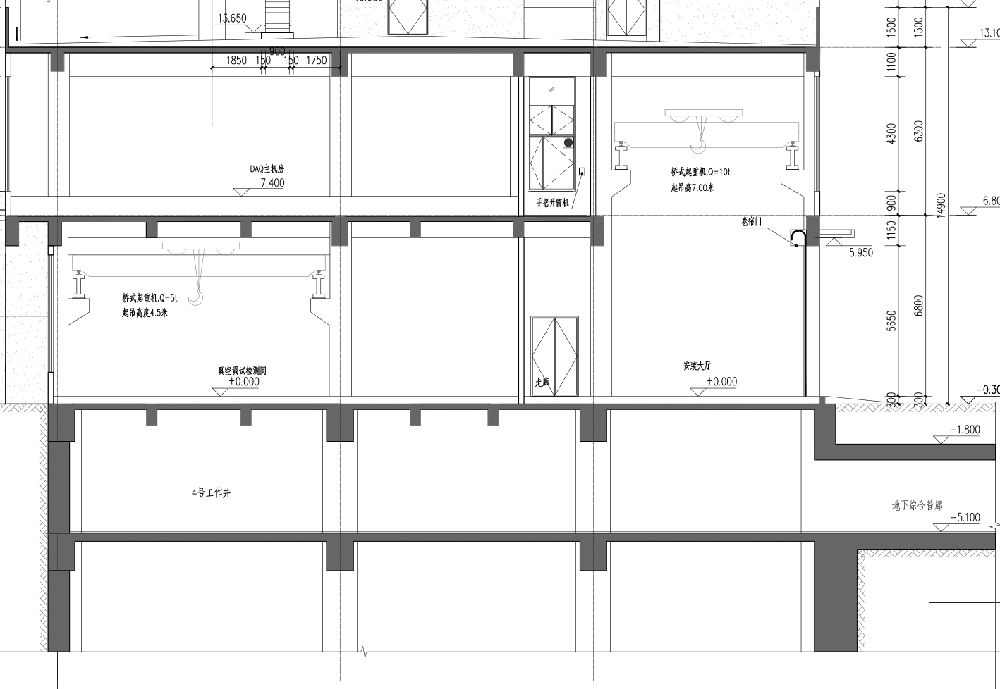 13.650
900
1850 150 150 1750
1500 1500
13.10
1100
4300 6300
桥式起重机,Q=10t
起吊高7.00米
DAQ主机房
7.400
手摇开窗机
900
14900
6.80
卷帘门
1150
5.950
桥式起重机,Q=5t
起吊高度4.5米
5650 6800
真空调试检测间
±0.000
走廊
安装大厅
±0.000
300 300
-0.30
-1.800
4号工作井
地下综合管廊
-5.100